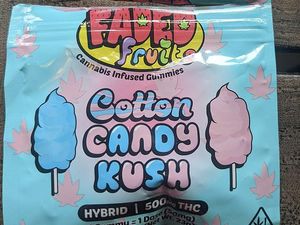 FADED
fruits
Cannabis Infused Gummies
Cotton
CANDY
KUSH
HYBRID | 500mg THC